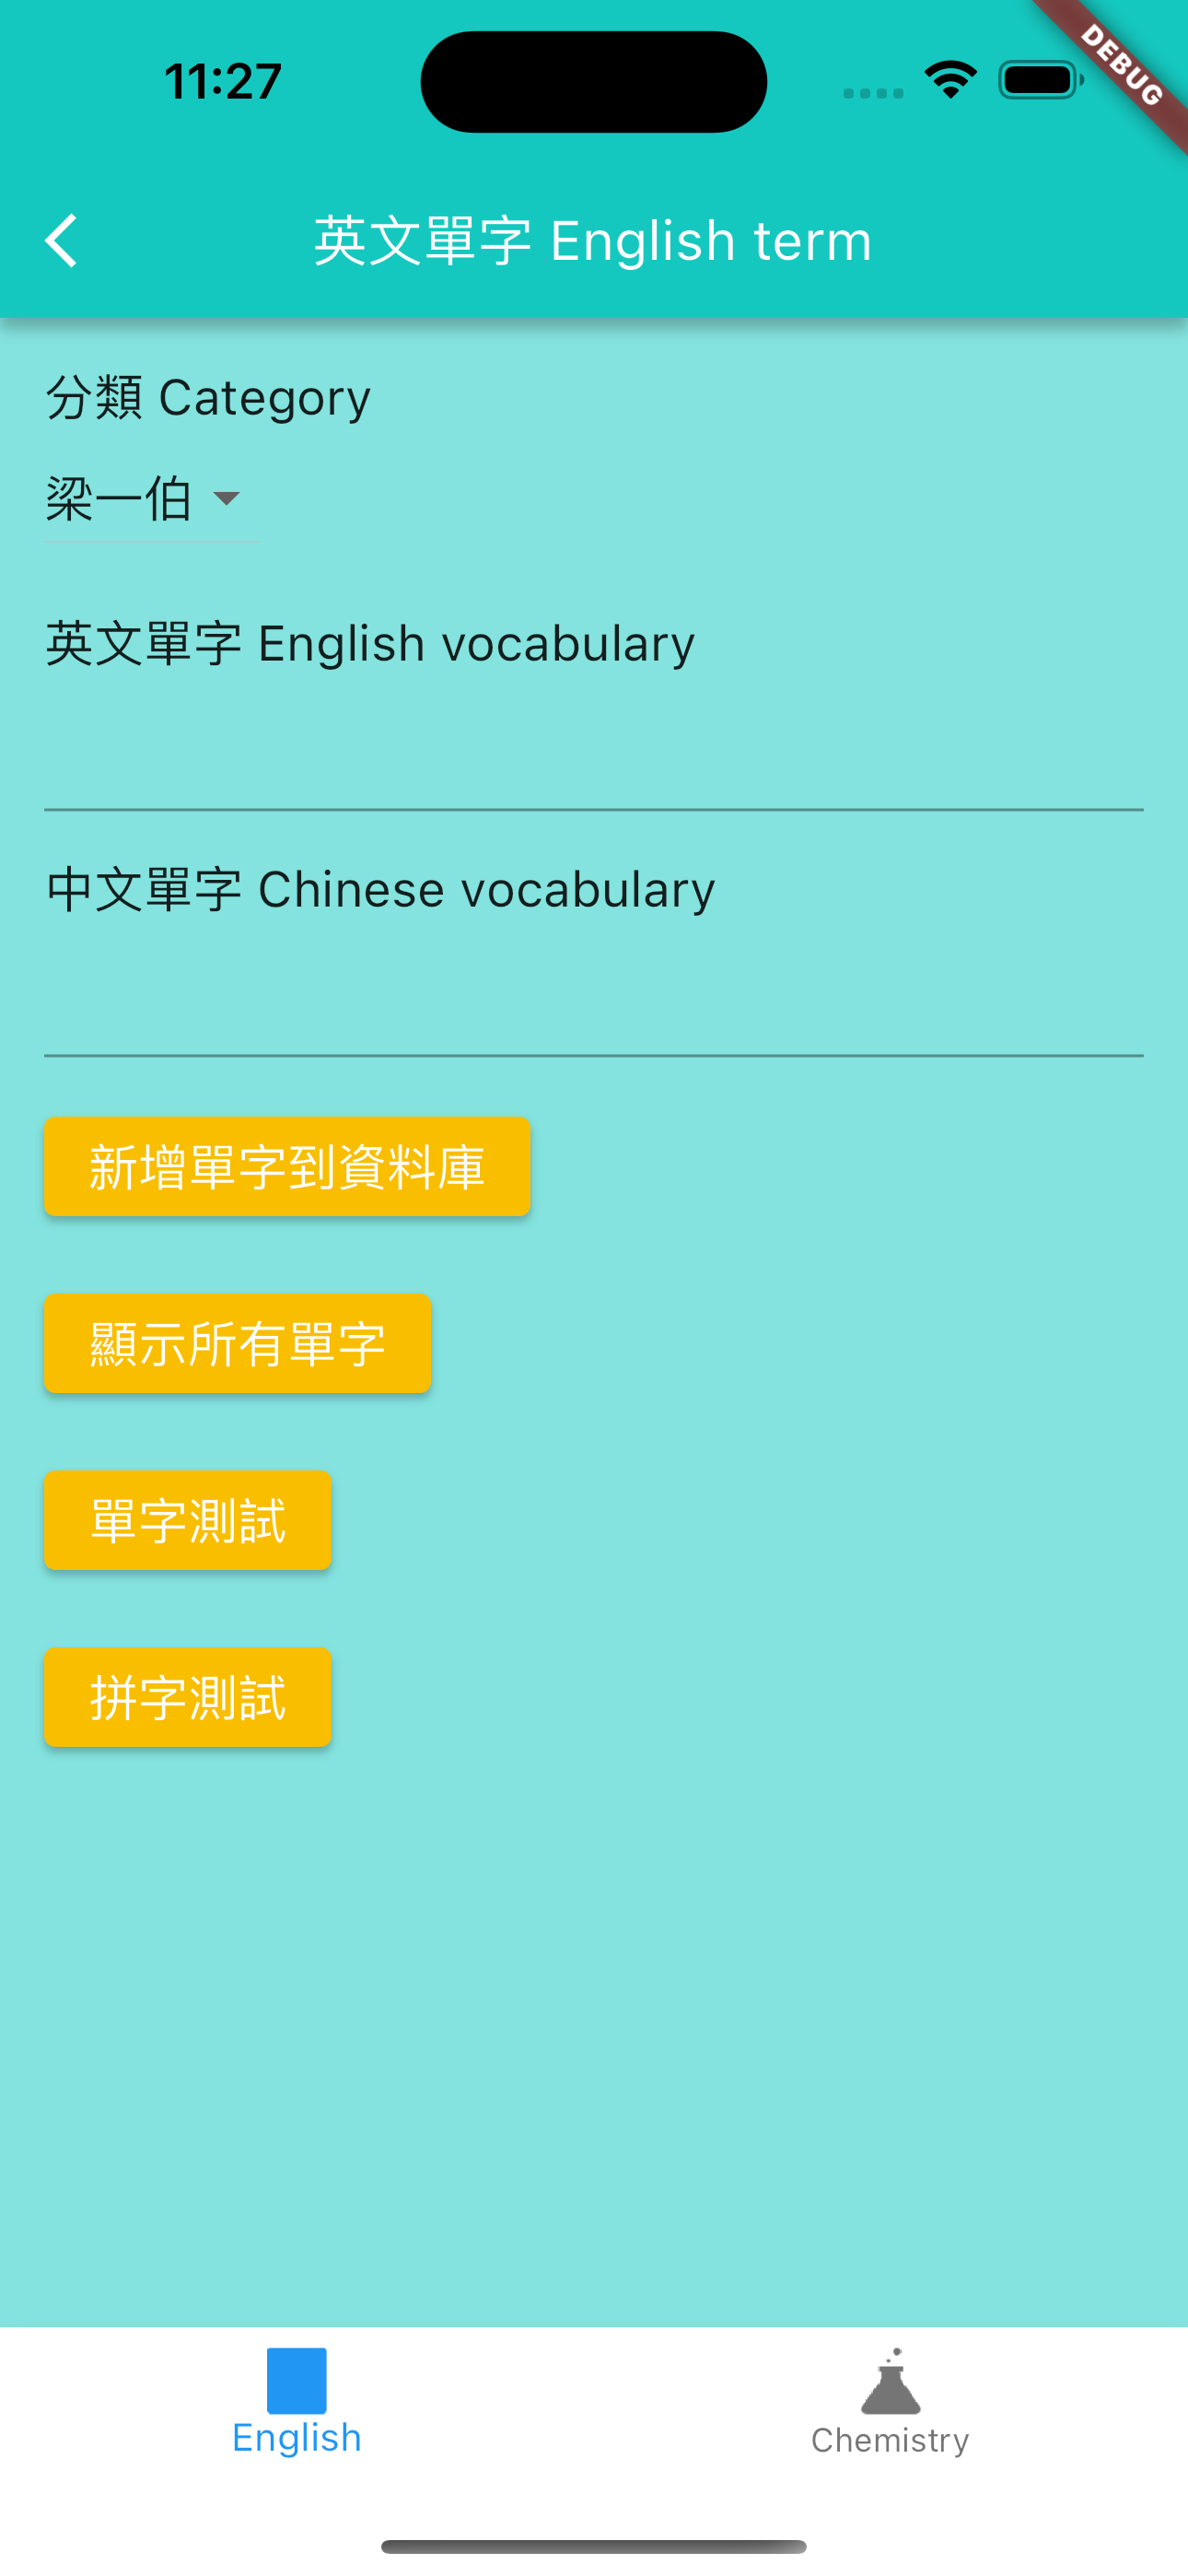 11:27
DEBUG
英文單字 English term
分類 Category
梁一伯
英文單字 English vocabulary
中文單字 Chinese vocabulary
新增單字到資料庫
顯示所有單字
單字測試
拼字測試
English
Chemistry